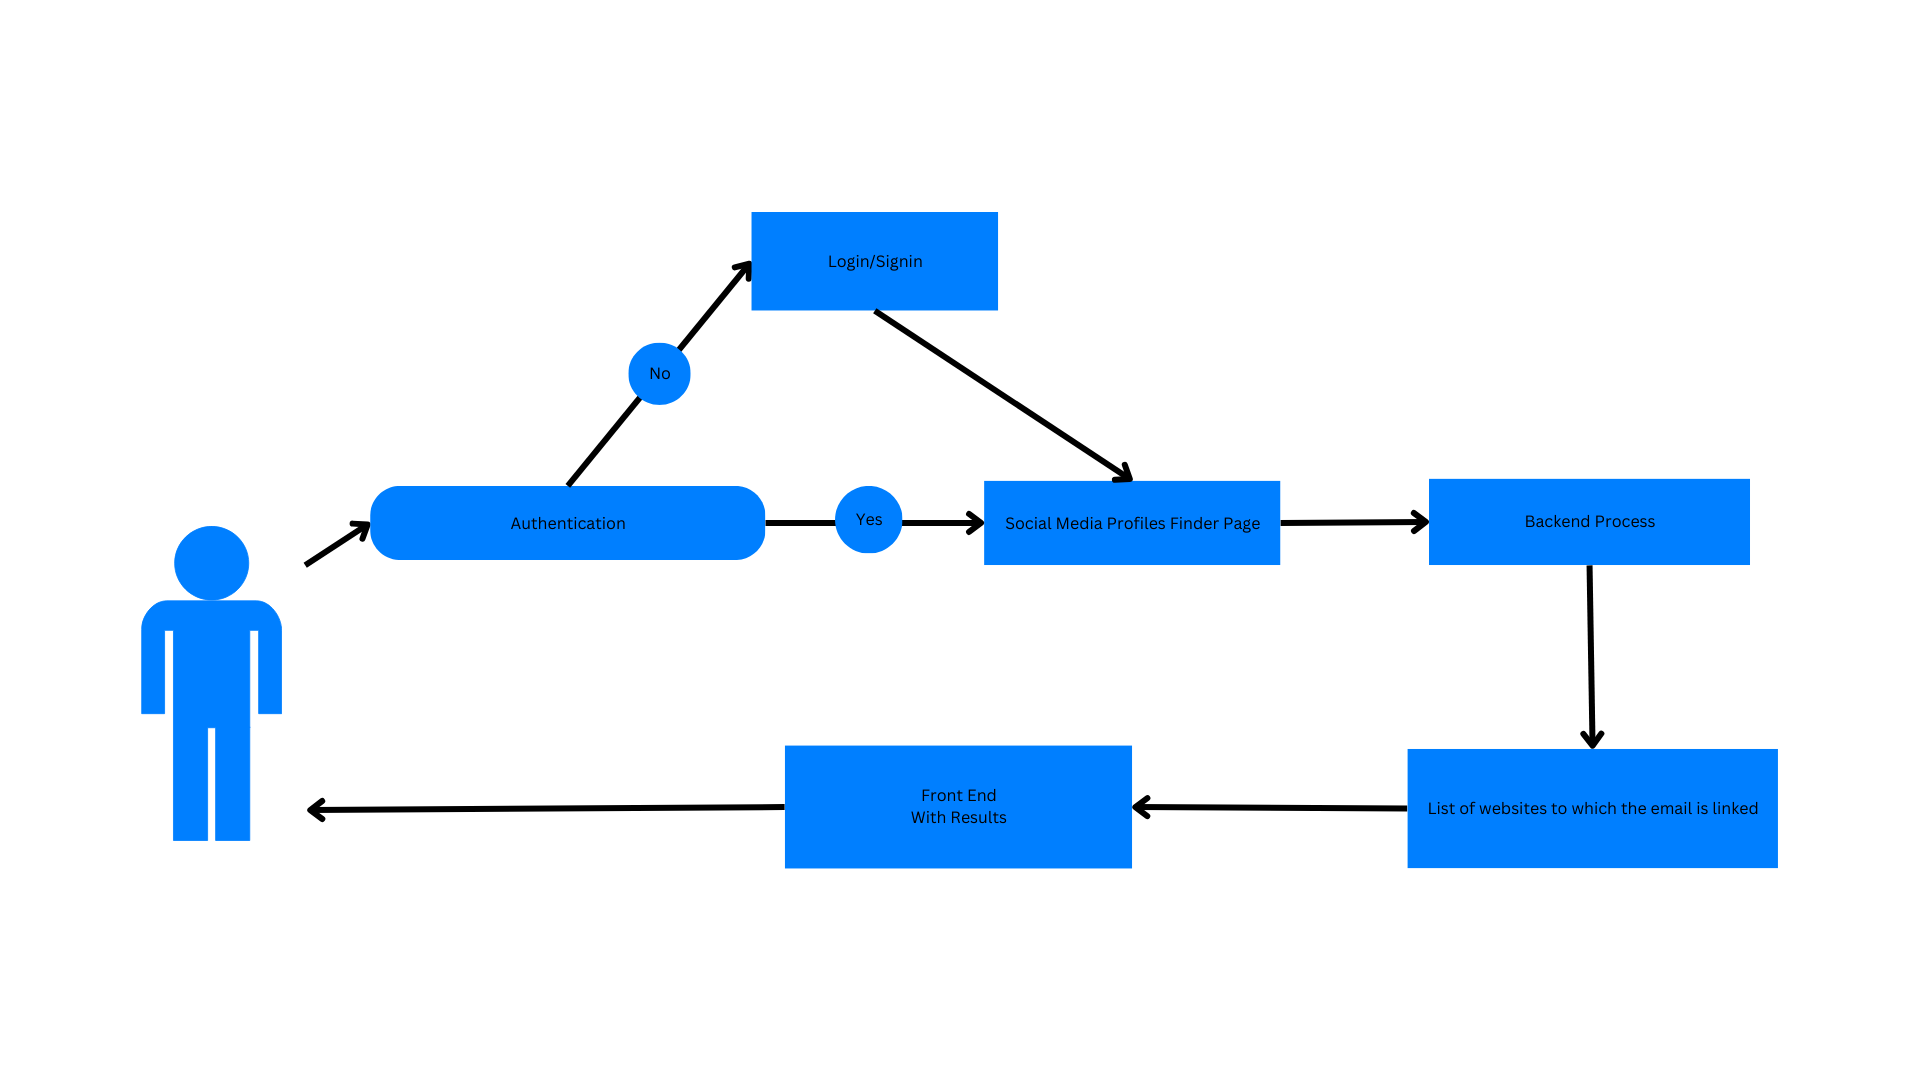 Login/Signin
No
Authentication
Yes
Social Media Profiles Finder Page
Backend Process
Front End
With Results
List of websites to which the email is linked